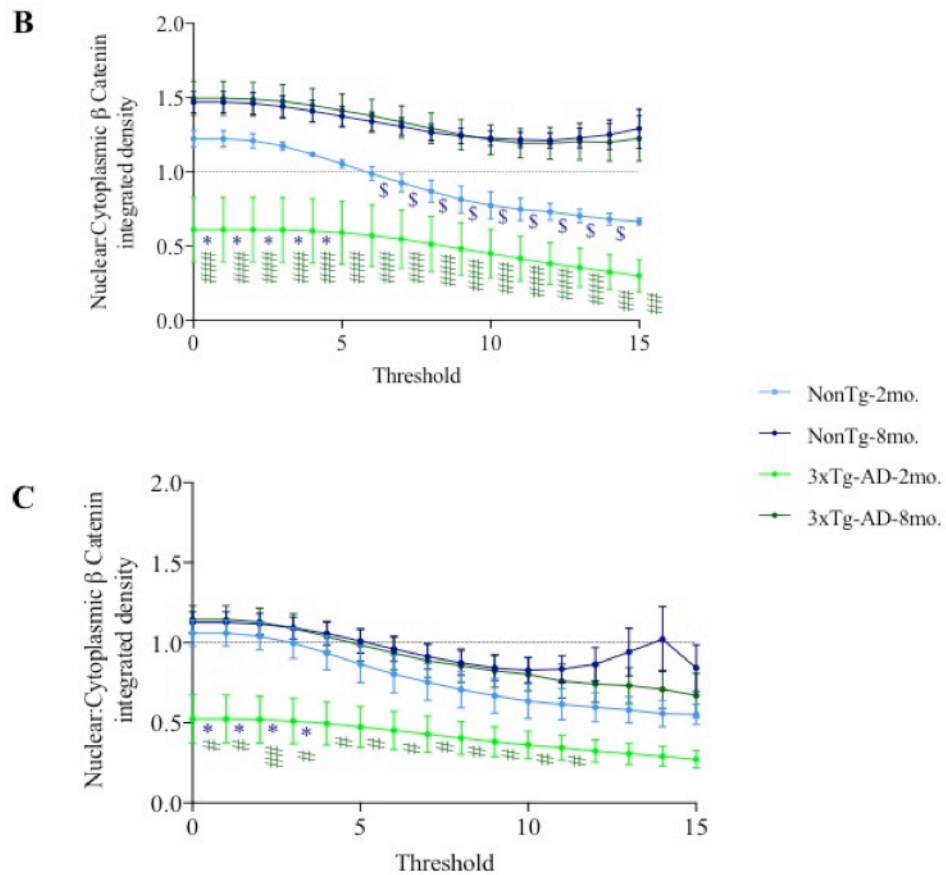 B
Nuclear:Cytoplasmic β Catenin
integrated density
2.0
1.5
1.0
0.5
0.0
$ $ $ $ $ $ $ $ $
* * * * *
0 5 10 15
Threshold
NonTg-2mo.
NonTg-8mo.
3xTg-AD-2mo.
3xTg-AD-8mo.
C
Nuclear:Cytoplasmic β Catenin
integrated density
2.0
1.5
1.0
0.5
0.0
* * * *
# # # # # # # # # # #
0 5 10 15
Threshold